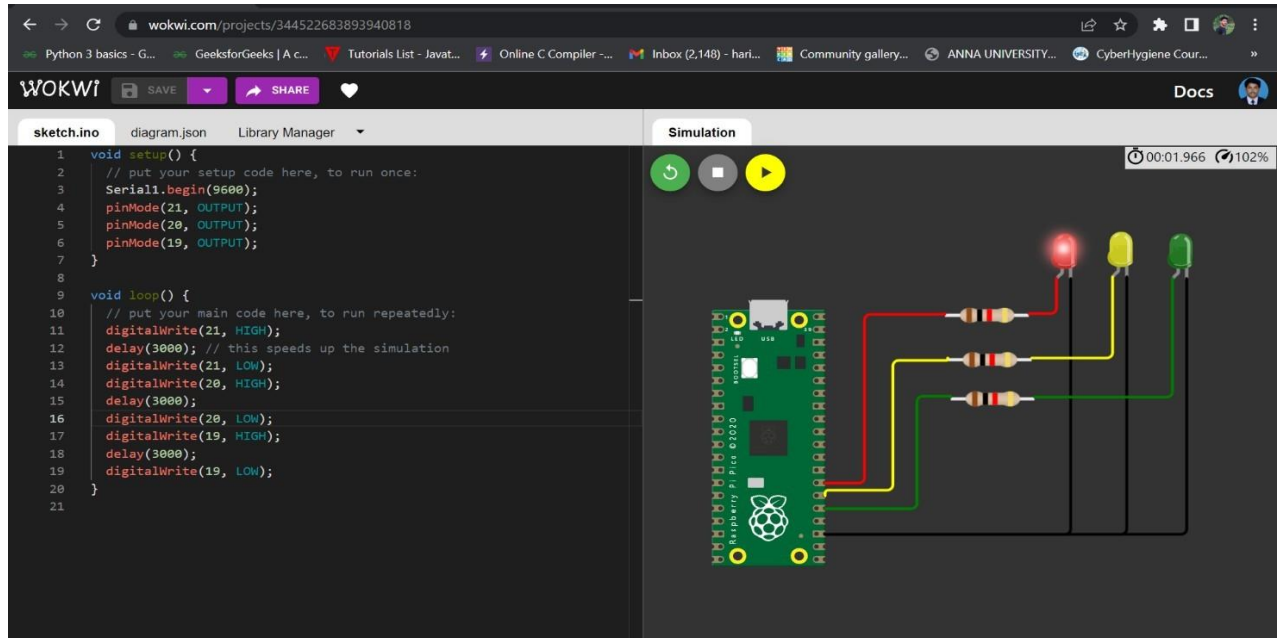 wokwi.com/projects/344522683893940818
Python 3 basics - G... GeeksforGeeks | A c... Tutorials List - Javat... Online C Compiler -... Inbox (2,148) - hari... Community gallery... ANNA UNIVERSITY... CyberHygiene Cour... »
WOKWi SAVE SHARE Docs
sketch.ino diagram.json Library Manager
Simulation
00:01.966 102%
1 void setup() {
2 // put your setup code here, to run once:
3 Serial1.begin(9600);
4 pinMode(21, OUTPUT);
5 pinMode(20, OUTPUT);
6 pinMode(19, OUTPUT);
7 }
8
9 void loop() {
10 // put your main code here, to run repeatedly:
11 digitalWrite(21, HIGH);
12 delay(3000); // this speeds up the simulation
13 digitalWrite(21, LOW);
14 digitalWrite(20, HIGH);
15 delay(3000);
16 digitalWrite(20, LOW);
17 digitalWrite(19, HIGH);
18 delay(3000);
19 digitalWrite(19, LOW);
20 }
21
LED USB
BOOTSEL
Raspberry Pi Pico ©2020